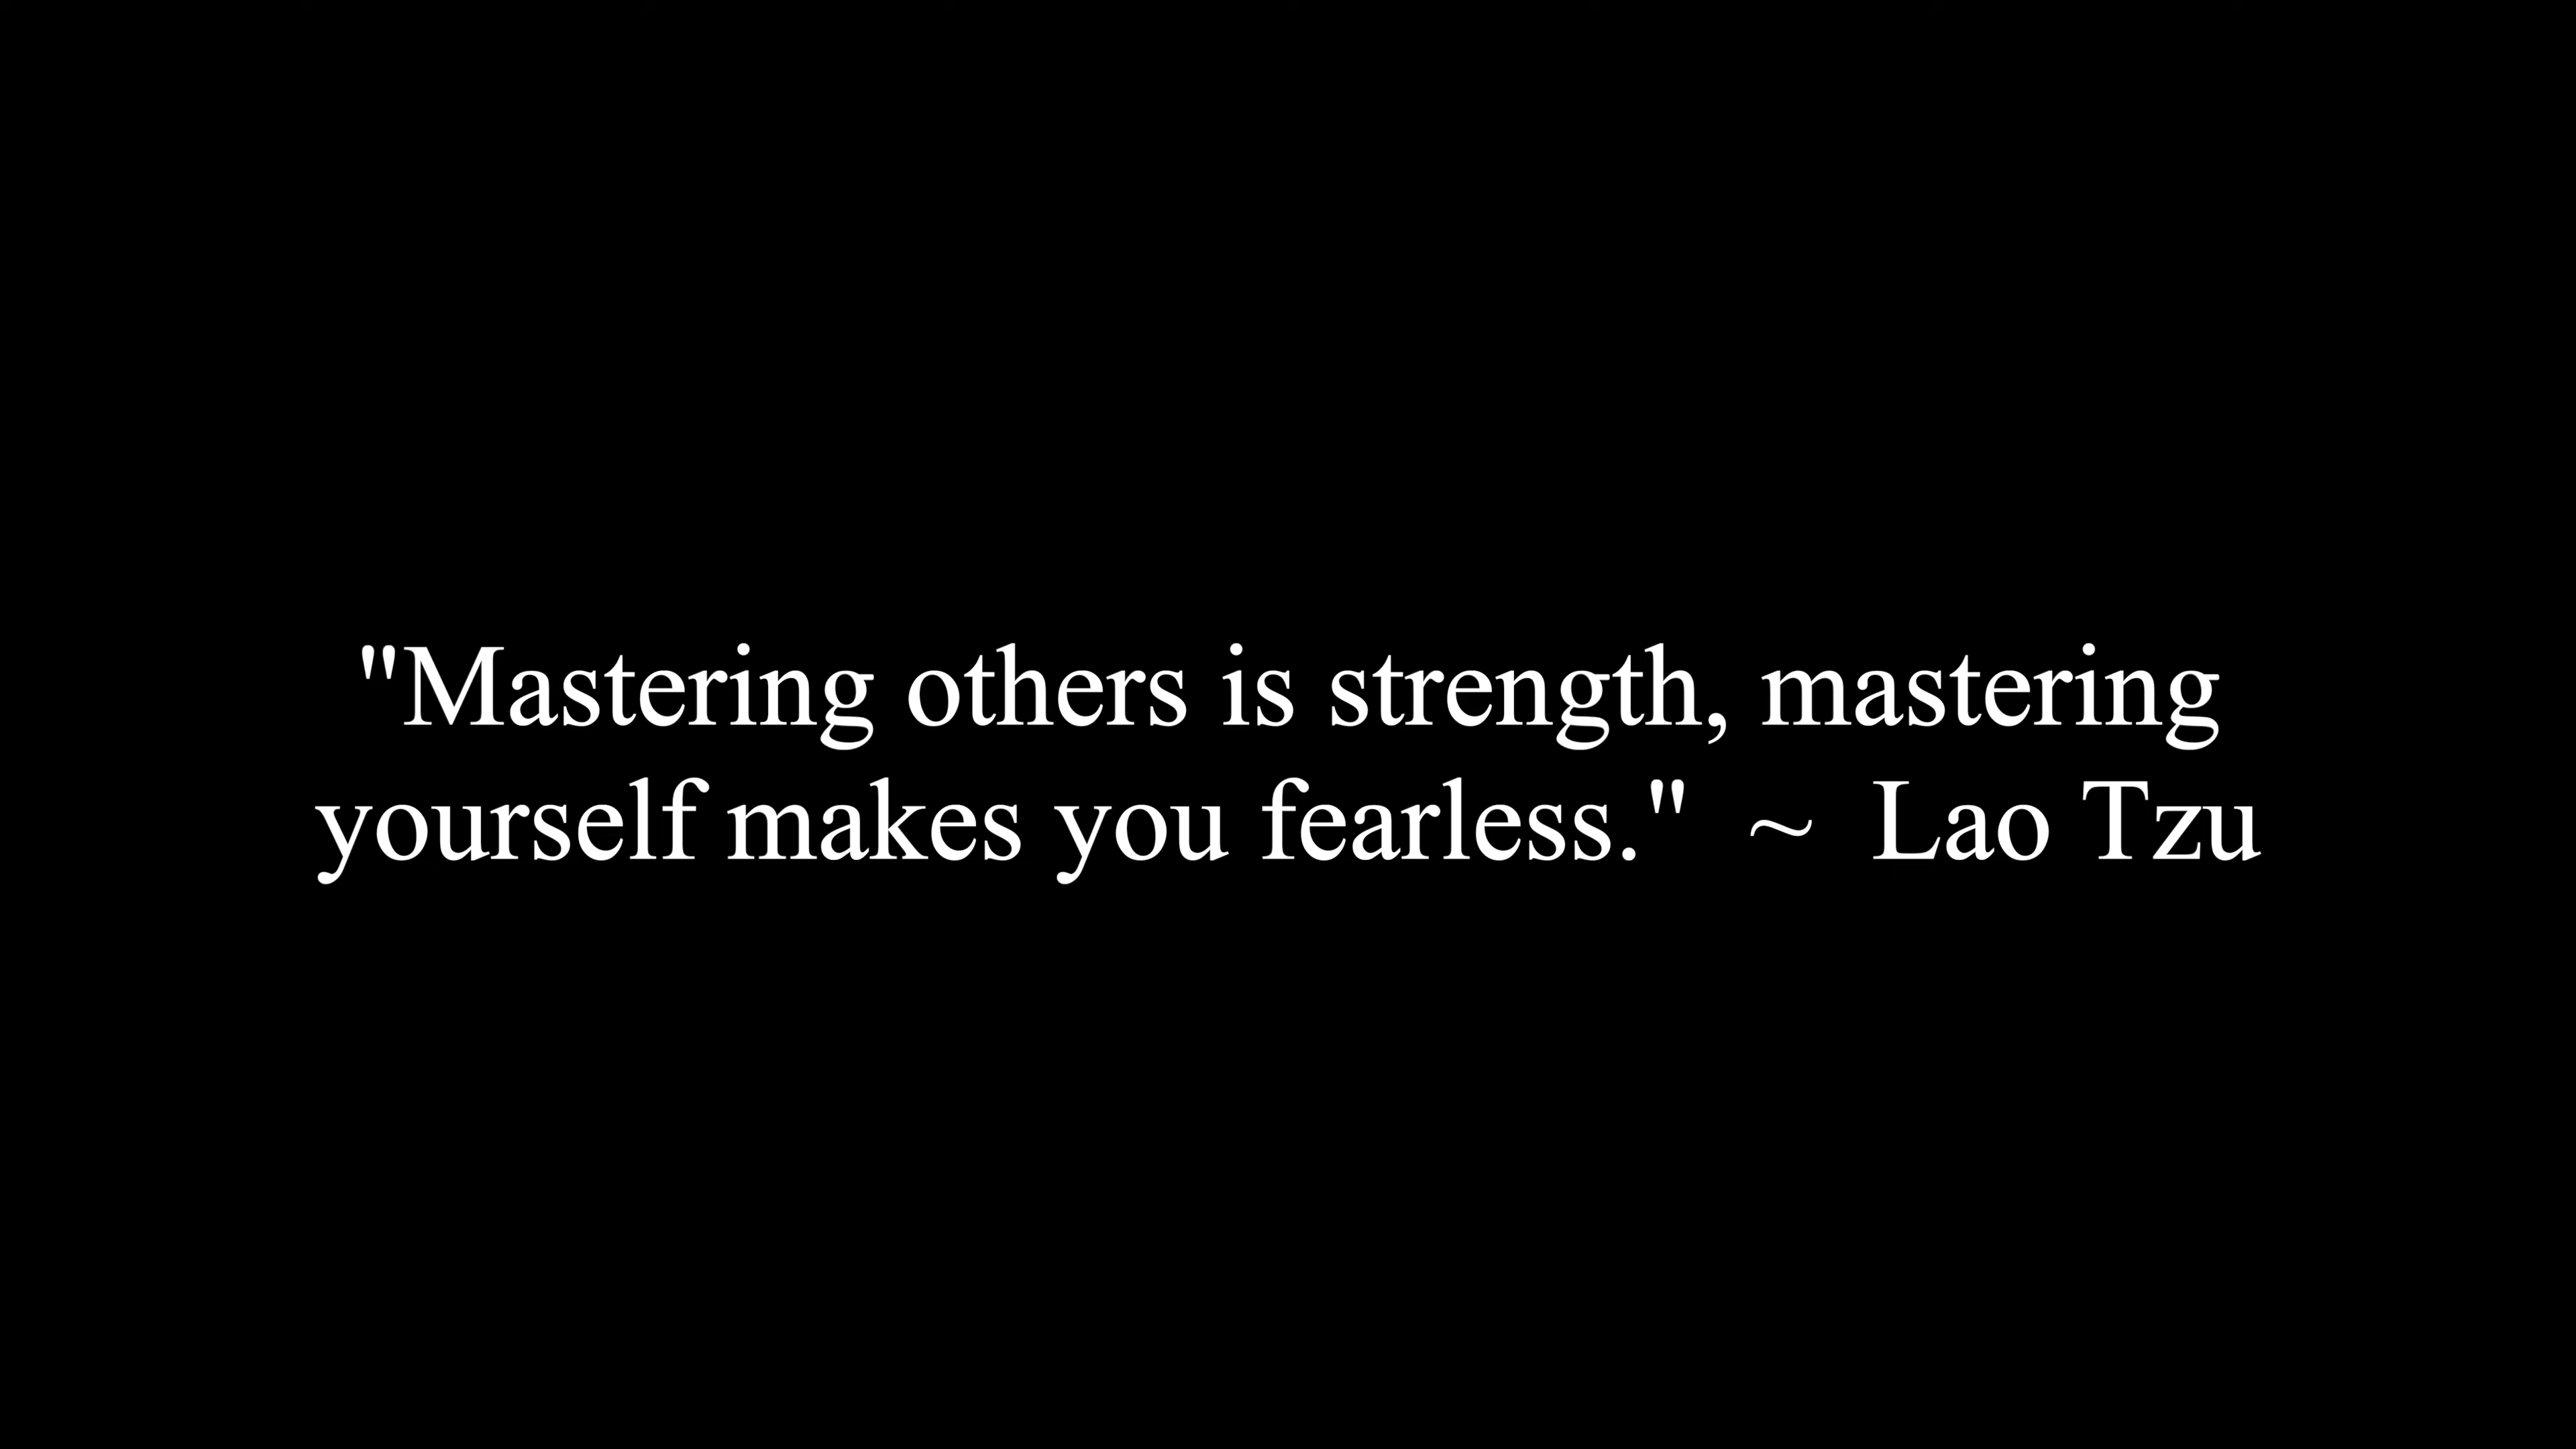 "Mastering others is strength, mastering
yourself makes you fearless."  ~  Lao Tzu